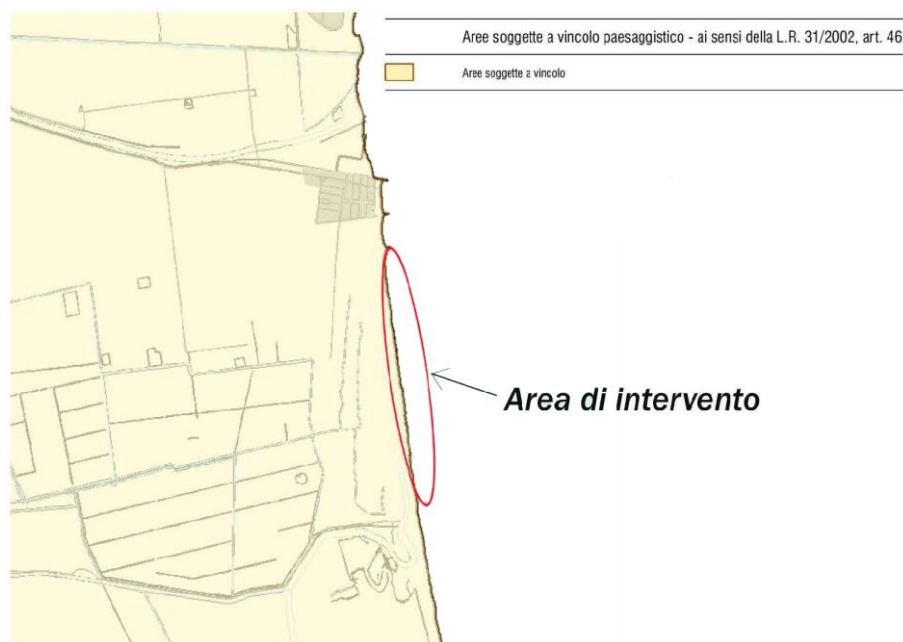 Aree soggette a vincolo paesaggistico - ai sensi della L.R. 31/2002, art. 46
Aree soggette a vincolo
Area di intervento